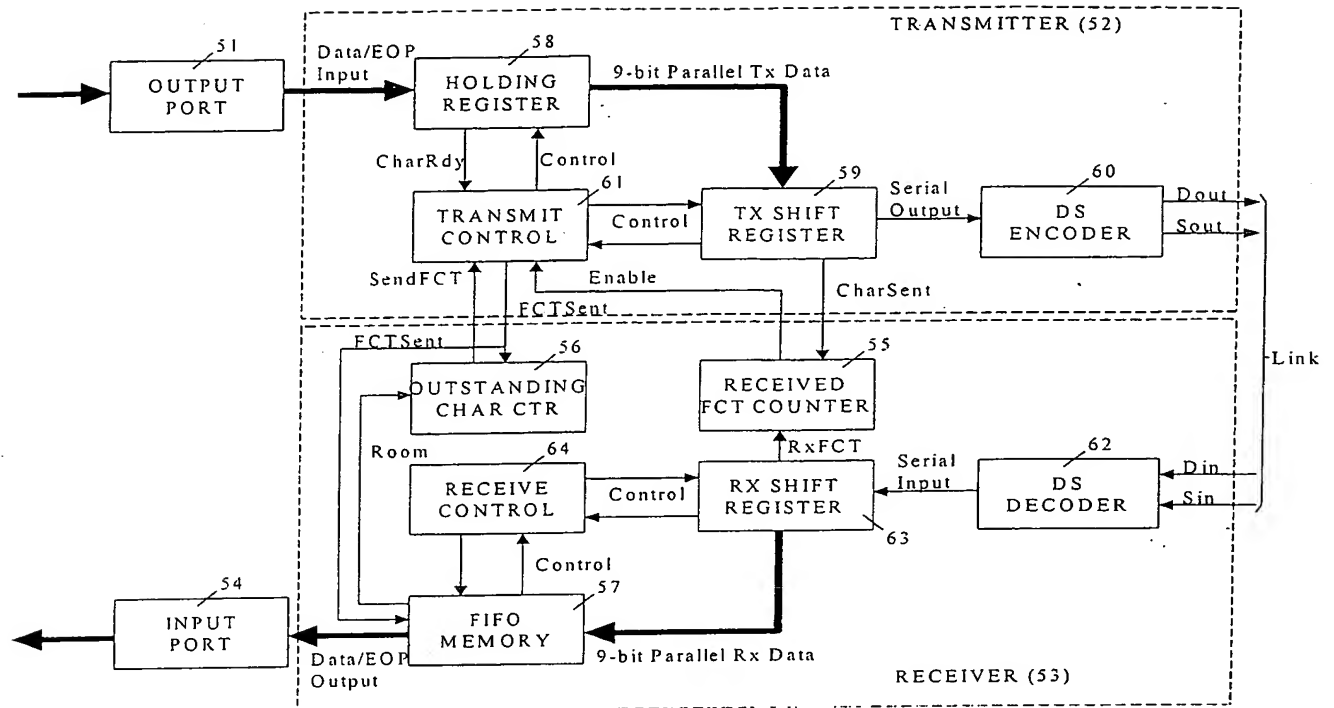 TRANSMITTER (52)
51
OUTPUT
PORT
Data/EOP
Input
58
HOLDING
REGISTER
9-bit Parallel Tx Data
CharRdy
Control
61
TRANSMIT
CONTROL
Control
59
TX SHIFT
REGISTER
Serial
Output
60
DS
ENCODER
Dout
Sout
SendFCT
Enable
CharSent
FCTSent
FCTSent
56
OUTSTANDING
CHAR CTR
55
RECEIVED
FCT COUNTER
Link
Room
RxFCT
64
RECEIVE
CONTROL
Control
RX SHIFT
REGISTER
63
Serial
Input
62
DS
DECODER
Din
Sin
Control
57
FIFO
MEMORY
54
INPUT
PORT
Data/EOP
Output
9-bit Parallel Rx Data
RECEIVER (53)